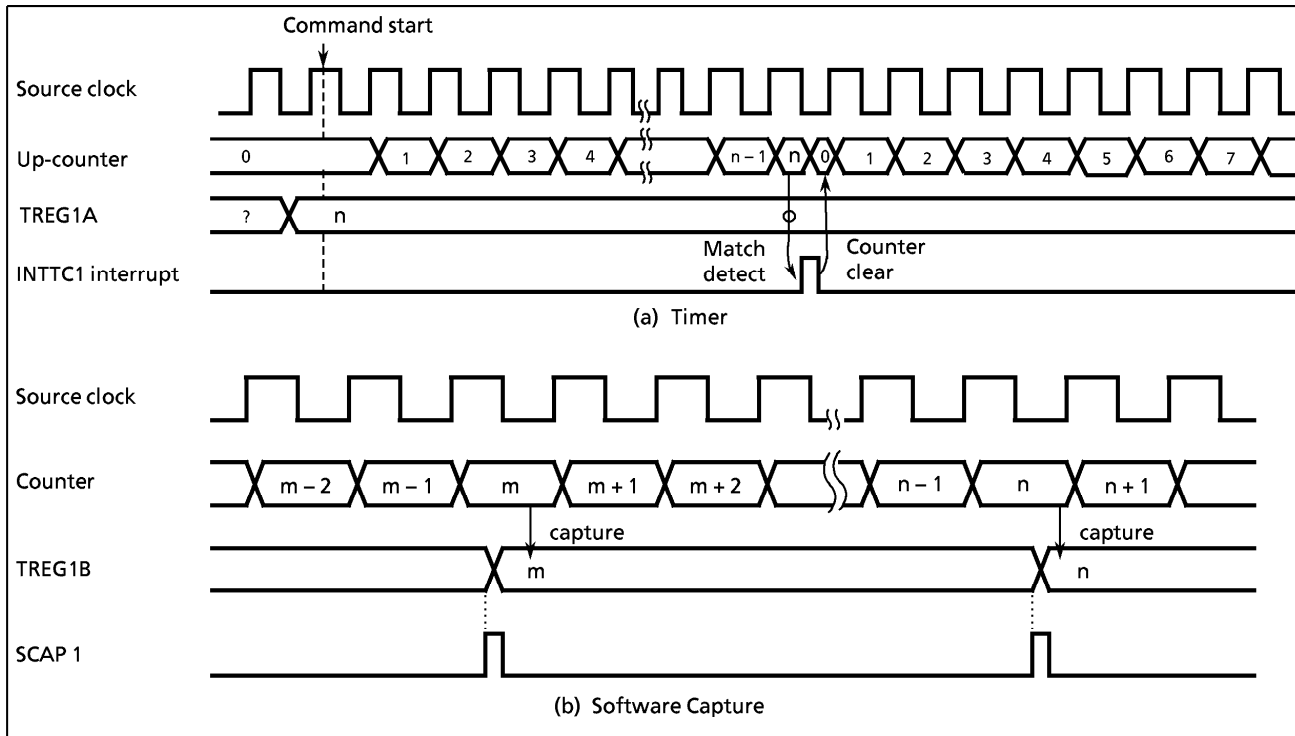 Command start
Source clock
Up-counter
0 1 2 3 4 n – 1 n 0 1 2 3 4 5 6 7
TREG1A
? n
Match detect
Counter clear
INTTC1 interrupt
(a) Timer
Source clock
Counter
m – 2 m – 1 m m + 1 m + 2 n – 1 n n + 1
capture capture
TREG1B
m n
SCAP 1
(b) Software Capture